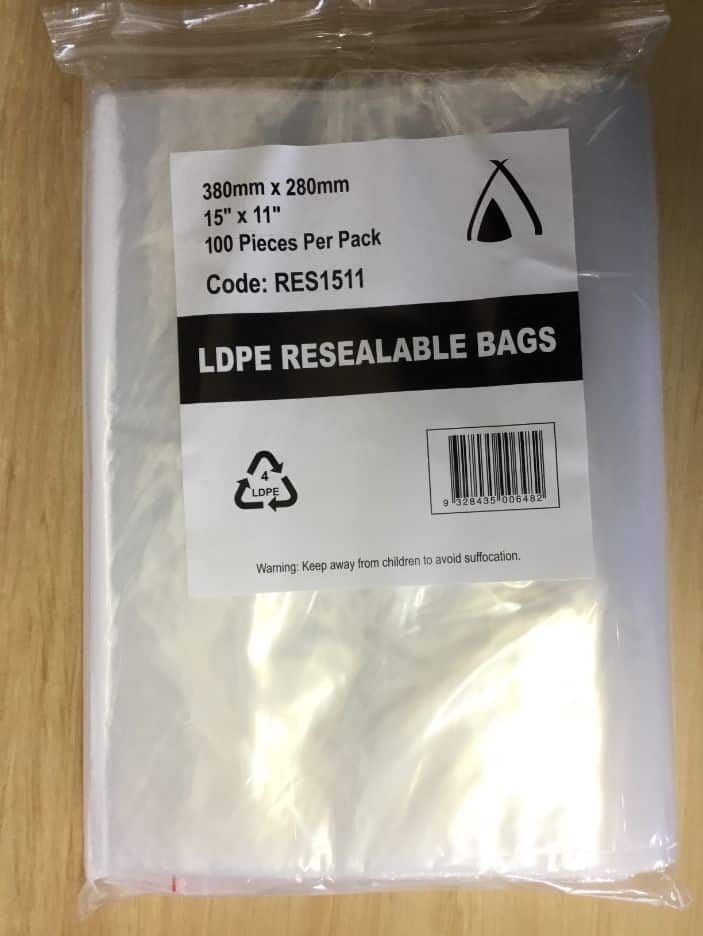 380mm x 280mm
15" x 11"
100 Pieces Per Pack
Code: RES1511
LDPE RESEALABLE BAGS
4
LDPE
9 328435 006482
Warning: Keep away from children to avoid suffocation.